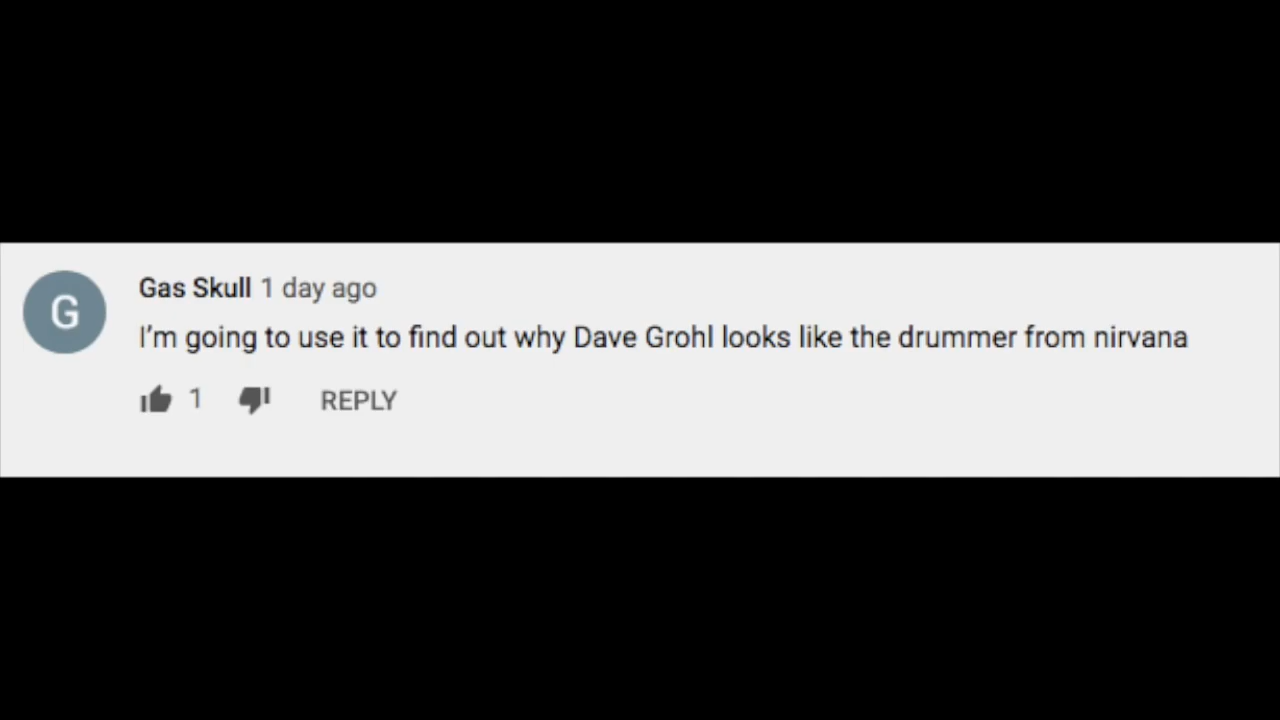 G
Gas Skull 1 day ago
I’m going to use it to find out why Dave Grohl looks like the drummer from nirvana
1 REPLY